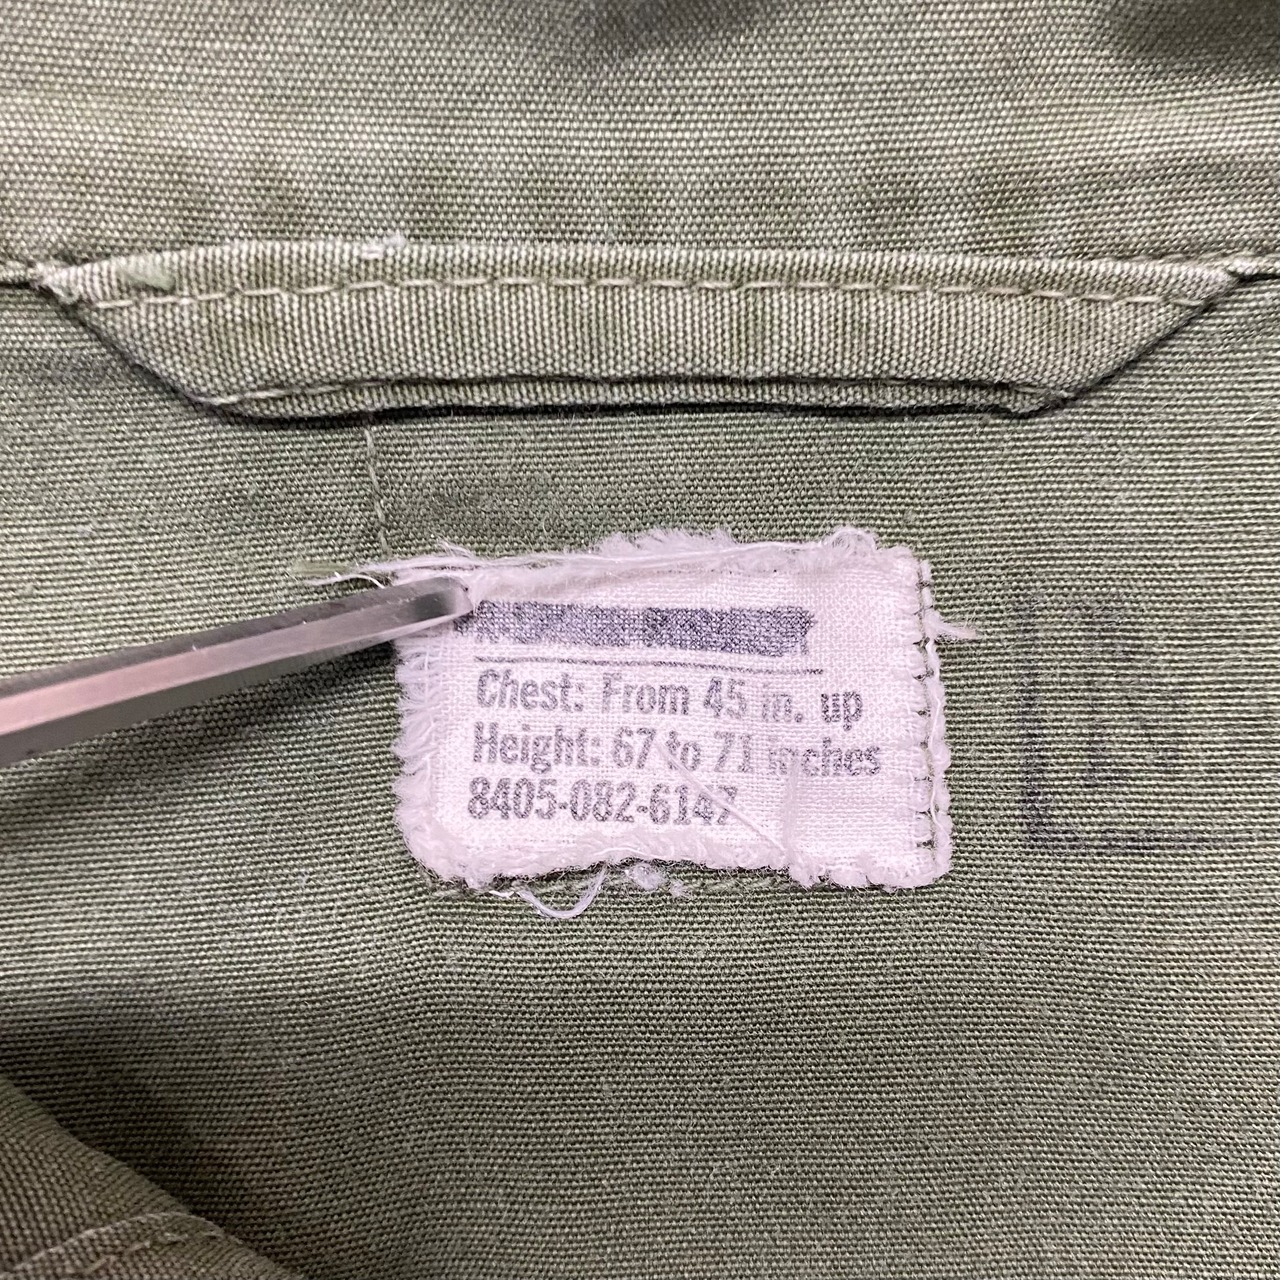 Chest: From 45 in. up
Height: 67 to 71 inches
8405-082-6147